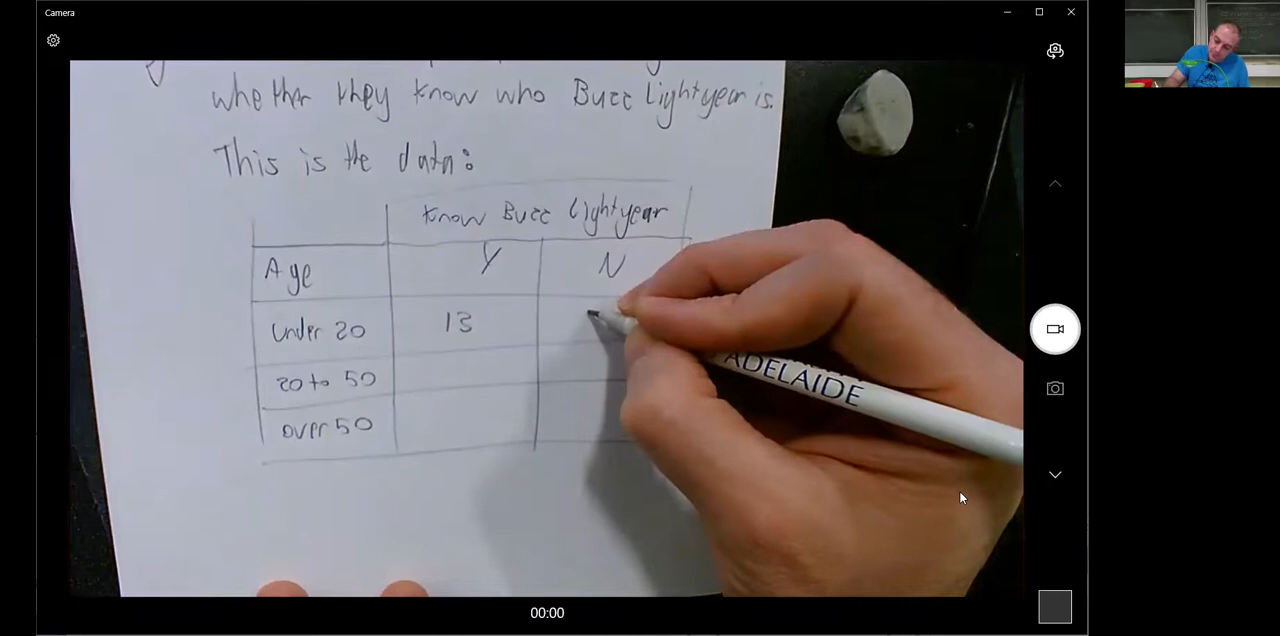 Camera
whether they know who Buzz Lightyear is.
This is the data:
Know Buzz Lightyear
Age Y N
Under 20 13
20 to 50
over 50
ADELAIDE
00:00